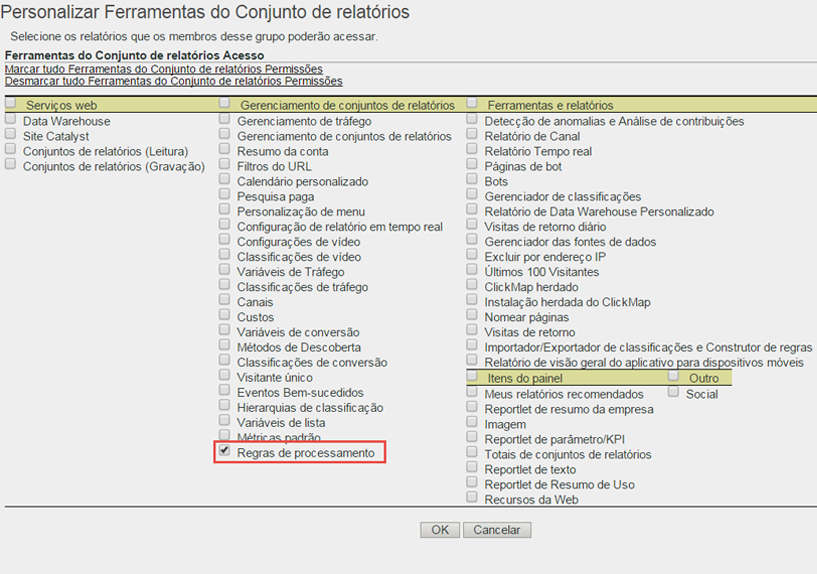 Personalizar Ferramentas do Conjunto de relatórios
Selecione os relatórios que os membros desse grupo poderão acessar.
Ferramentas do Conjunto de relatórios Acesso
Marcar tudo Ferramentas do Conjunto de relatórios Permissões
Desmarcar tudo Ferramentas do Conjunto de relatórios Permissões
Serviços web
Data Warehouse
Site Catalyst
Conjuntos de relatórios (Leitura)
Conjuntos de relatórios (Gravação)
Gerenciamento de conjuntos de relatórios
Gerenciamento de tráfego
Gerenciamento de conjuntos de relatórios
Resumo da conta
Filtros do URL
Calendário personalizado
Pesquisa paga
Personalização de menu
Configuração de relatório em tempo real
Configurações de vídeo
Classificações de vídeo
Variáveis de Tráfego
Classificações de tráfego
Canais
Custos
Variáveis de conversão
Métodos de Descoberta
Classificações de conversão
Visitante único
Eventos Bem-sucedidos
Hierarquias de classificação
Variáveis de lista
Métricas padrão
Regras de processamento
Ferramentas e relatórios
Detecção de anomalias e Análise de contribuições
Relatório de Canal
Relatório Tempo real
Páginas de bot
Bots
Gerenciador de classificações
Relatório de Data Warehouse Personalizado
Visitas de retorno diário
Gerenciador das fontes de dados
Excluir por endereço IP
Últimos 100 Visitantes
ClickMap herdado
Instalação herdada do ClickMap
Nomear páginas
Visitas de retorno
Importador/Exportador de classificações e Construtor de regras
Relatório de visão geral do aplicativo para dispositivos móveis
Itens do painel
Meus relatórios recomendados
Reportlet de resumo da empresa
Imagem
Reportlet de parâmetro/KPI
Totais de conjuntos de relatórios
Reportlet de texto
Reportlet de Resumo de Uso
Recursos da Web
Outro
Social
OK
Cancelar